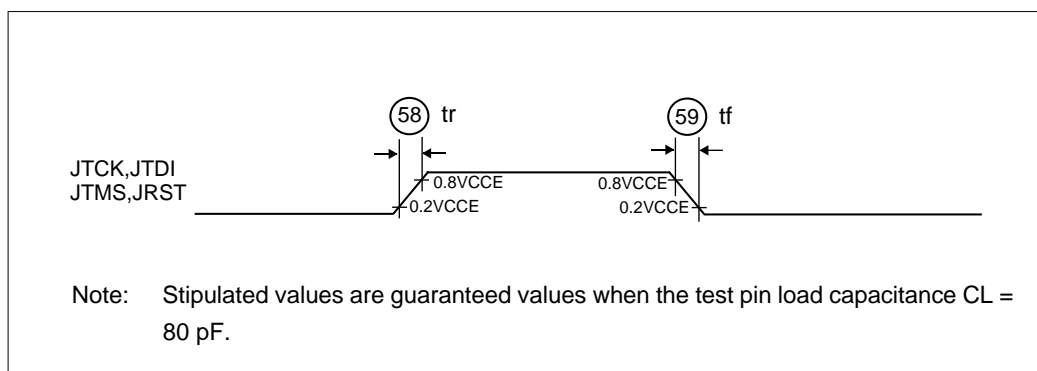 58 tr
59 tf
JTCK,JTDI
JTMS,JRST
0.8VCCE
0.2VCCE
0.8VCCE
0.2VCCE
Note: Stipulated values are guaranteed values when the test pin load capacitance CL =
80 pF.